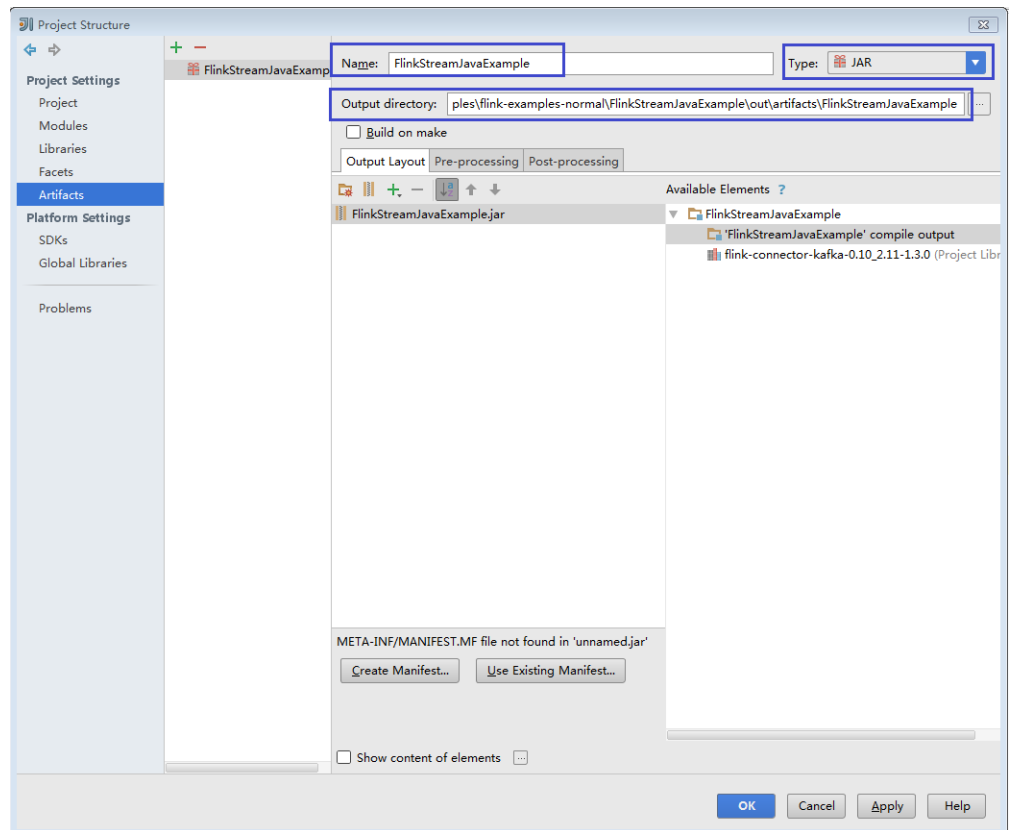 Project Structure
Project Settings
Project
Modules
Libraries
Facets
Artifacts
Platform Settings
SDKs
Global Libraries
Problems
FlinkStreamJavaExamp
Name: FlinkStreamJavaExample
Type: JAR
Output directory: ples\flink-examples-normal\FlinkStreamJavaExample\out\artifacts\FlinkStreamJavaExample ...
Build on make
Output Layout Pre-processing Post-processing
Available Elements ?
FlinkStreamJavaExample.jar
FlinkStreamJavaExample
'FlinkStreamJavaExample' compile output
flink-connector-kafka-0.10_2.11-1.3.0 (Project Libr
META-INF/MANIFEST.MF file not found in 'unnamed.jar'
Create Manifest... Use Existing Manifest...
Show content of elements ...
OK Cancel Apply Help